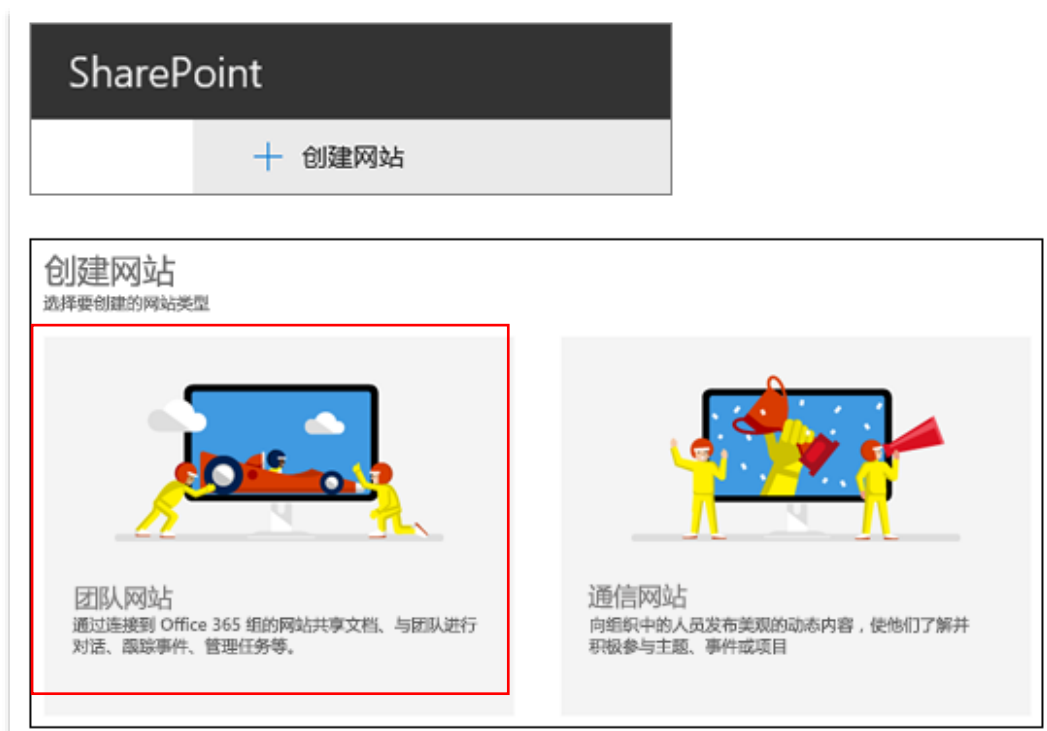 SharePoint
创建网站
创建网站
选择要创建的网站类型
团队网站
通过连接到 Office 365 组的网站共享文档、与团队进行
对话、跟踪事件、管理任务等。
通信网站
向组织中的人员发布美观的动态内容，使他们了解并
积极参与主题、事件或项目